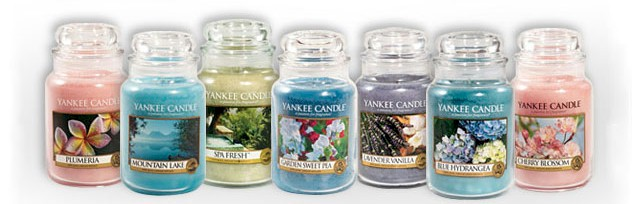 YANKEE CANDLE
PLUMERIA
YANKEE CANDLE
MOUNTAIN LAKE
YANKEE CANDLE
SPA FRESH™
YANKEE CANDLE
GARDEN SWEET PEA
YANKEE CANDLE
LAVENDER VANILLA
YANKEE CANDLE
BLUE HYDRANGEA
YANKEE CANDLE
CHERRY BLOSSOM